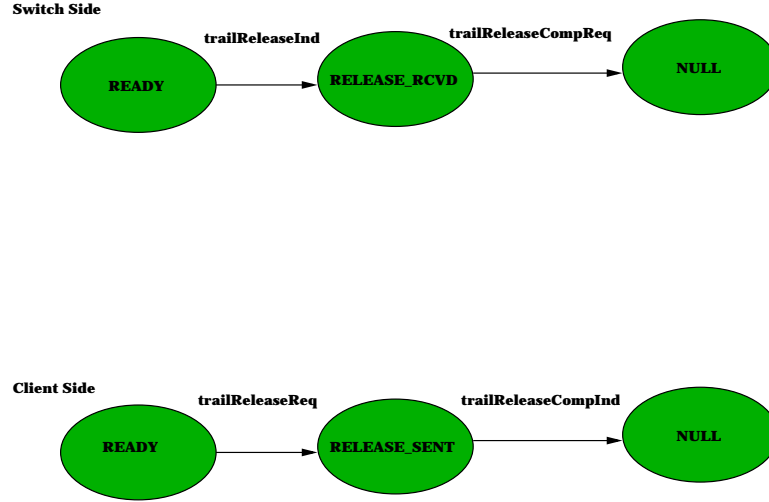 Switch Side
trailReleaseInd
trailReleaseCompReq
READY
RELEASE_RCVD
NULL
Client Side
trailReleaseReq
trailReleaseCompInd
READY
RELEASE_SENT
NULL